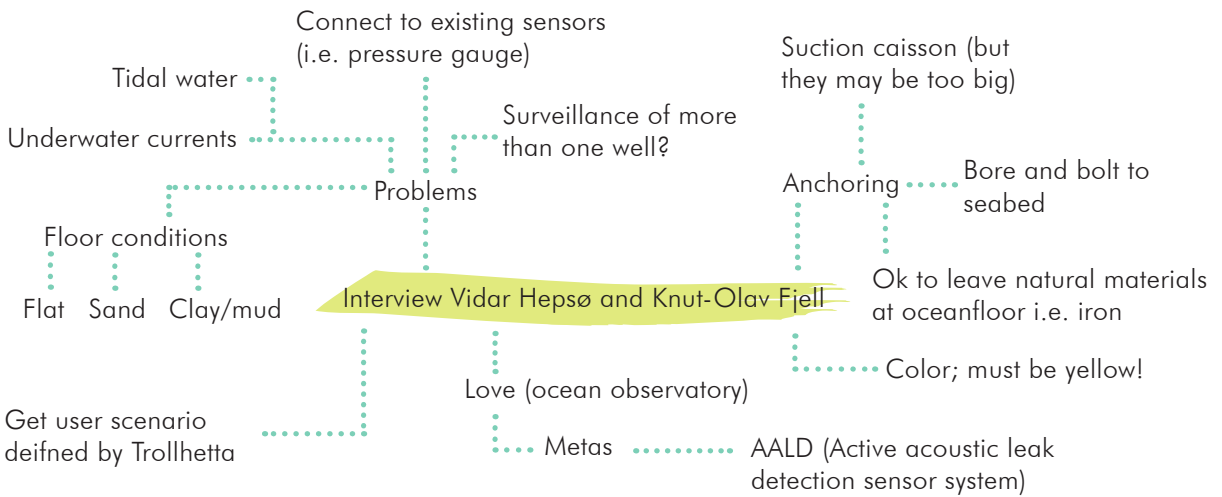 Connect to existing sensors
(i.e. pressure gauge)
Suction caisson (but
they may be too big)
Tidal water
Surveillance of more
than one well?
Underwater currents
Problems
Anchoring
Bore and bolt to
seabed
Floor conditions
Flat
Sand
Clay/mud
Interview Vidar Hepsø and Knut-Olav Fjell
Ok to leave natural materials
at oceanfloor i.e. iron
Color; must be yellow!
Love (ocean observatory)
Get user scenario
deifned by Trollhetta
Metas
AALD (Active acoustic leak
detection sensor system)